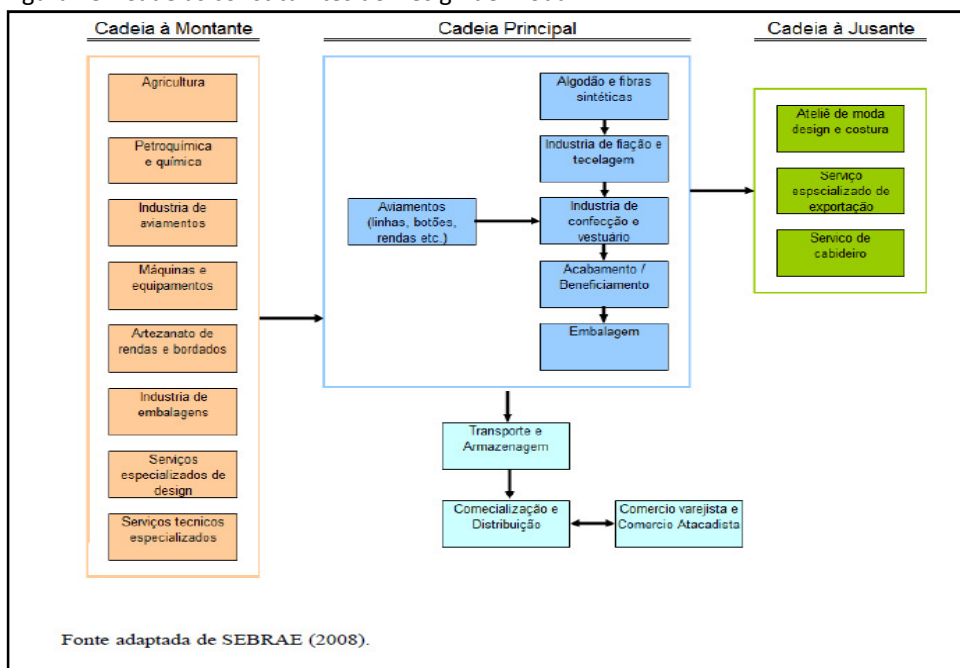 Cadeia à Montante
Cadeia Principal
Cadeia à Jusante
Agricultura
Petroquímica
e química
Industria de
aviamentos
Máquinas e
equipamentos
Artezanato de
rendas e bordados
Industria de
embalagens
Serviços
especializados de
design
Serviços tecnicos
especializados
Algodão e fibras
sintéticas
Industria de fiação e
tecelagem
Aviamentos
(linhas, botões,
rendas etc.)
Industria de
confecção e
vestuário
Acabamento /
Beneficiamento
Embalagem
Transporte e
Armazenagem
Comecialização e
Distribuição
Comercio varejista e
Comercio Atacadista
Ateliê de moda
design e costura
Serviço
espscializado de
exportação
Servico de
cabideiro
Fonte adaptada de SEBRAE (2008).